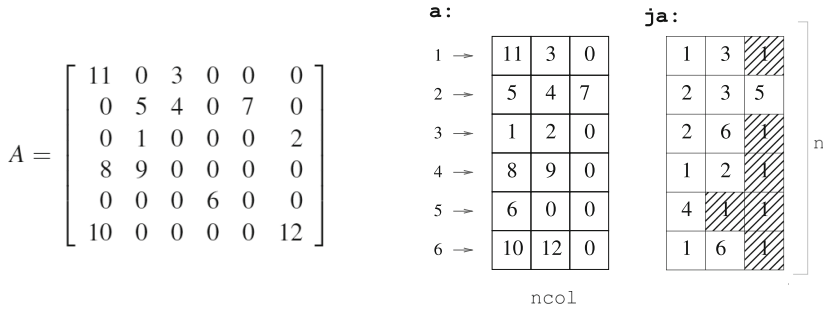 a: ja:
11 0 3 0 0 0
0 5 4 0 7 0
0 1 0 0 0 2
A = 8 9 0 0 0 0
0 0 0 6 0 0
10 0 0 0 0 12
1 → 11 3 0 1 3 1
2 → 5 4 7 2 3 5
3 → 1 2 0 2 6 1
4 → 8 9 0 1 2 1
5 → 6 0 0 4 1 1
6 → 10 12 0 1 6 1
n
ncol